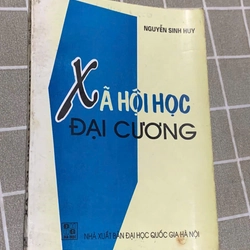 NGUYỄN SINH HUY
XÃ HỘI HỌC
ĐẠI CƯƠNG
NHÀ XUẤT BẢN ĐẠI HỌC QUỐC GIA HÀ NỘI